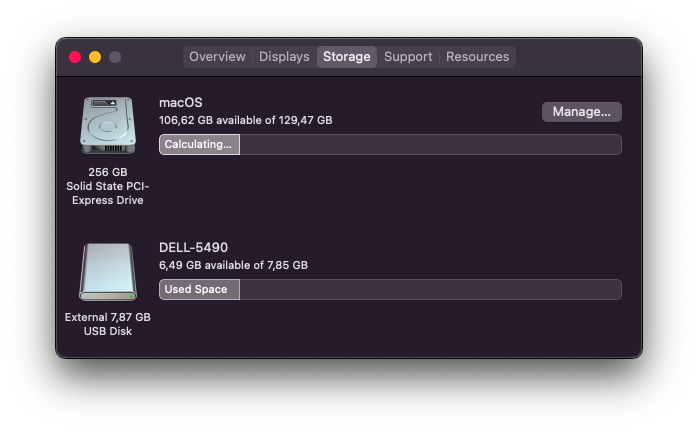 Overview Displays Storage Support Resources
macOS
106,62 GB available of 129,47 GB
Manage...
Calculating...
256 GB
Solid State PCI-
Express Drive
DELL-5490
6,49 GB available of 7,85 GB
Used Space
External 7,87 GB
USB Disk